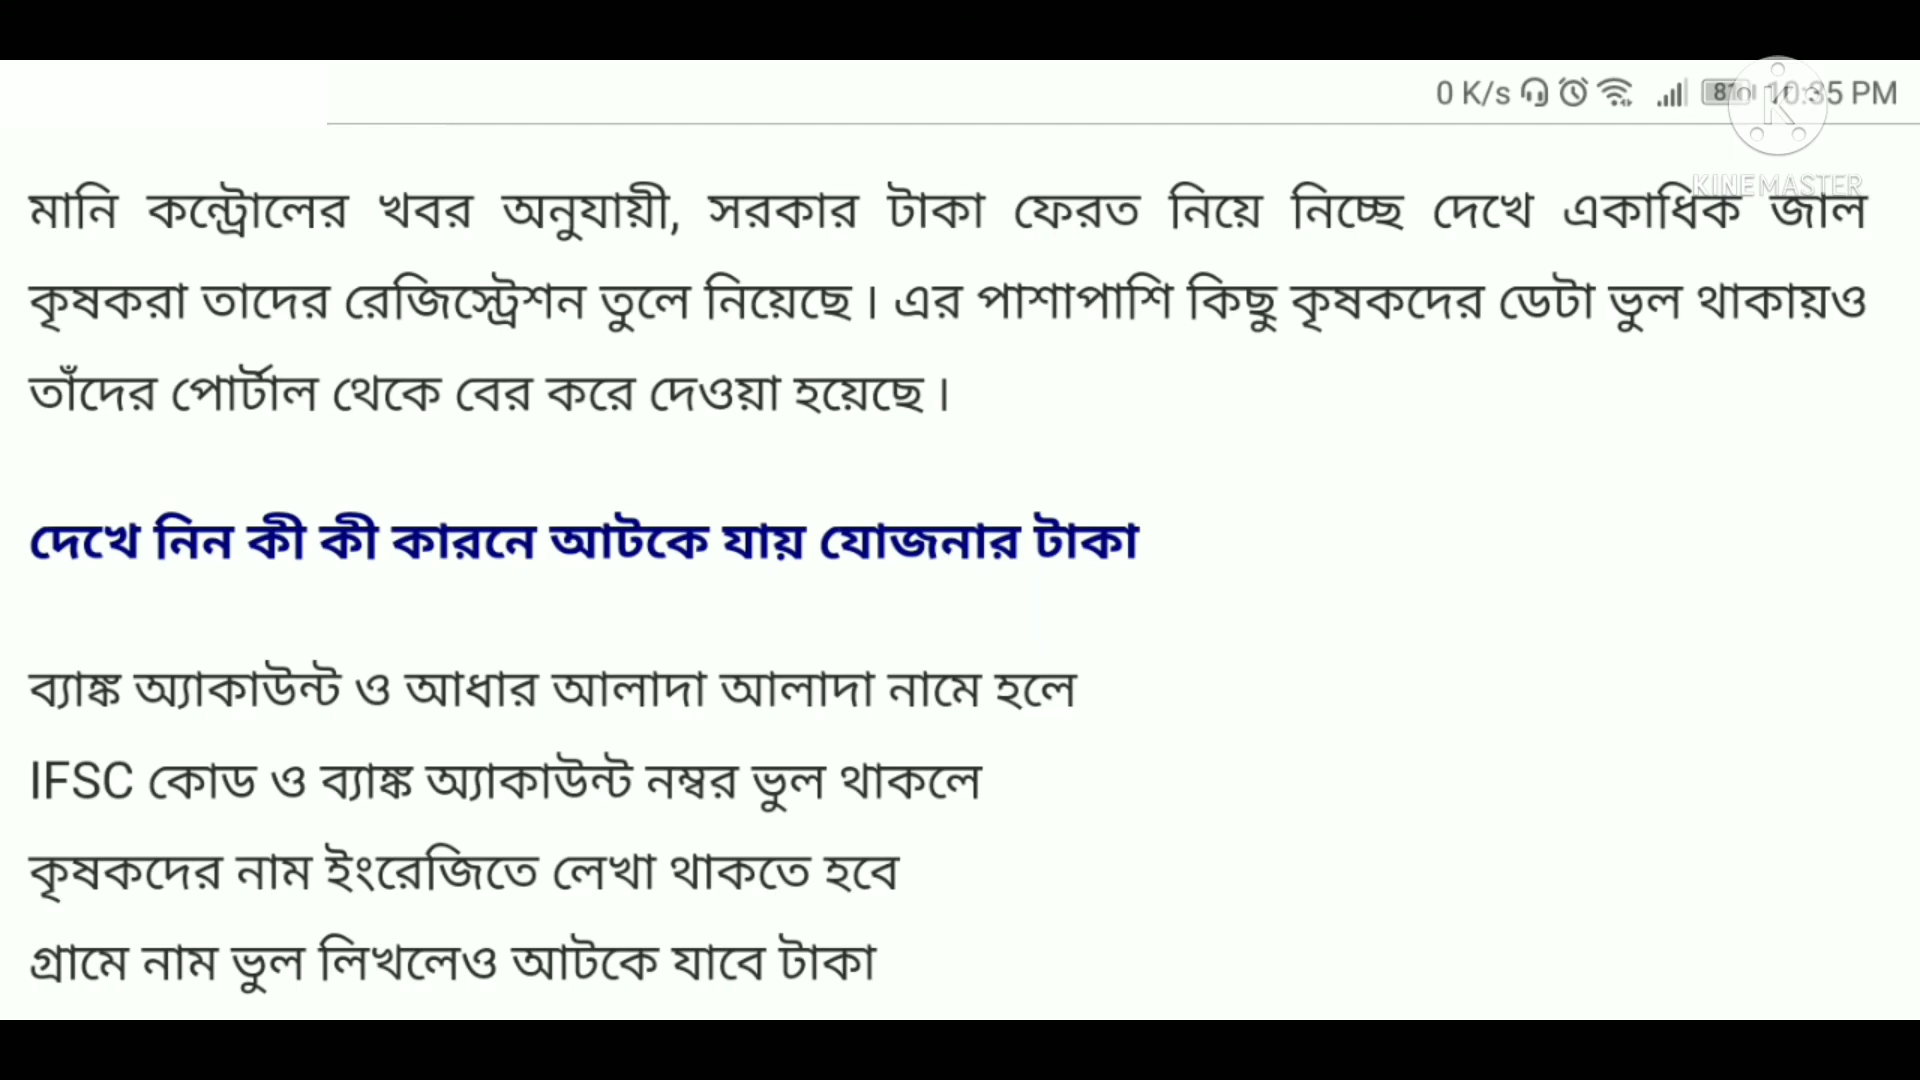 0 K/s 10:35 PM
KINEMASTER
মানি কন্ট্রোলের খবর অনুযায়ী, সরকার টাকা ফেরত নিয়ে নিচ্ছে দেখে একাধিক জাল
কৃষকরা তাদের রেজিস্ট্রেশন তুলে নিয়েছে। এর পাশাপাশি কিছু কৃষকদের ডেটা ভুল থাকায়ও
তাঁদের পোর্টাল থেকে বের করে দেওয়া হয়েছে।
দেখে নিন কী কী কারনে আটকে যায় যোজনার টাকা
ব্যাঙ্ক অ্যাকাউন্ট ও আধার আলাদা আলাদা নামে হলে
IFSC কোড ও ব্যাঙ্ক অ্যাকাউন্ট নম্বর ভুল থাকলে
কৃষকদের নাম ইংরেজিতে লেখা থাকতে হবে
গ্রামে নাম ভুল লিখলেও আটকে যাবে টাকা